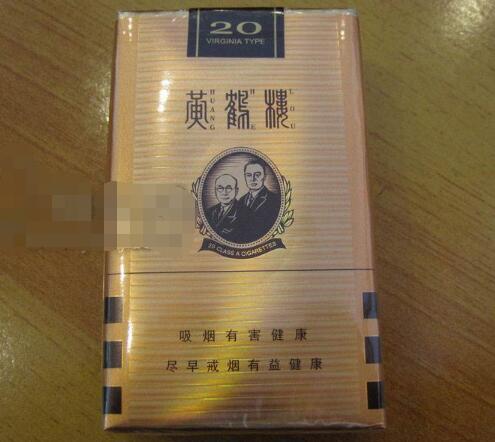 20
VIRGINIA TYPE
黄鹤楼
HUANG HE LOU
20 CLASS A CIGARETTES
吸烟有害健康
尽早戒烟有益健康